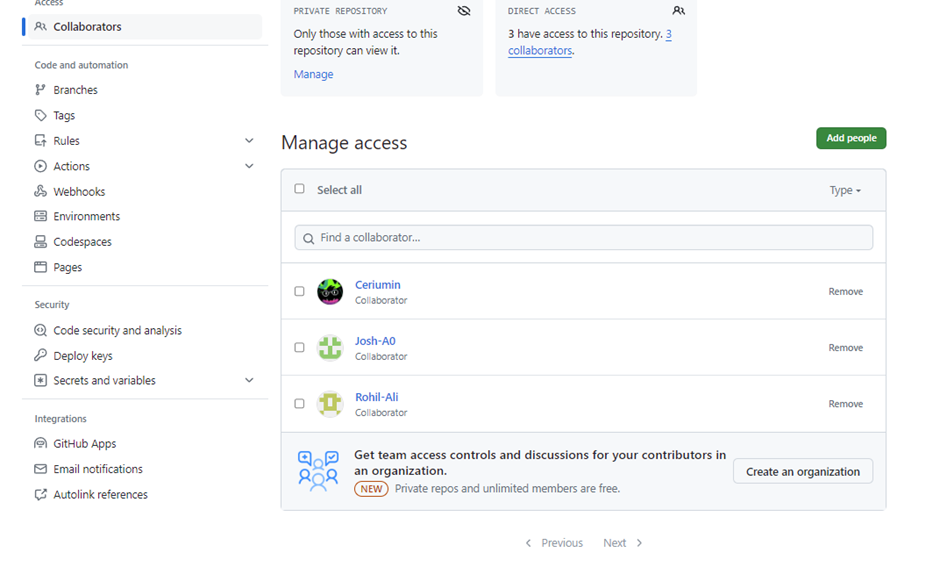 Access
Collaborators
Code and automation
Branches
Tags
Rules
Actions
Webhooks
Environments
Codespaces
Pages
Security
Code security and analysis
Deploy keys
Secrets and variables
Integrations
GitHub Apps
Email notifications
Autolink references
PRIVATE REPOSITORY
Only those with access to this
repository can view it.
Manage
DIRECT ACCESS
3 have access to this repository. 3
collaborators.
Manage access
Add people
Select all
Type
Find a collaborator...
Ceriumin
Collaborator
Remove
Josh-A0
Collaborator
Remove
Rohil-Ali
Collaborator
Remove
Get team access controls and discussions for your contributors in
an organization.
NEW Private repos and unlimited members are free.
Create an organization
Previous Next